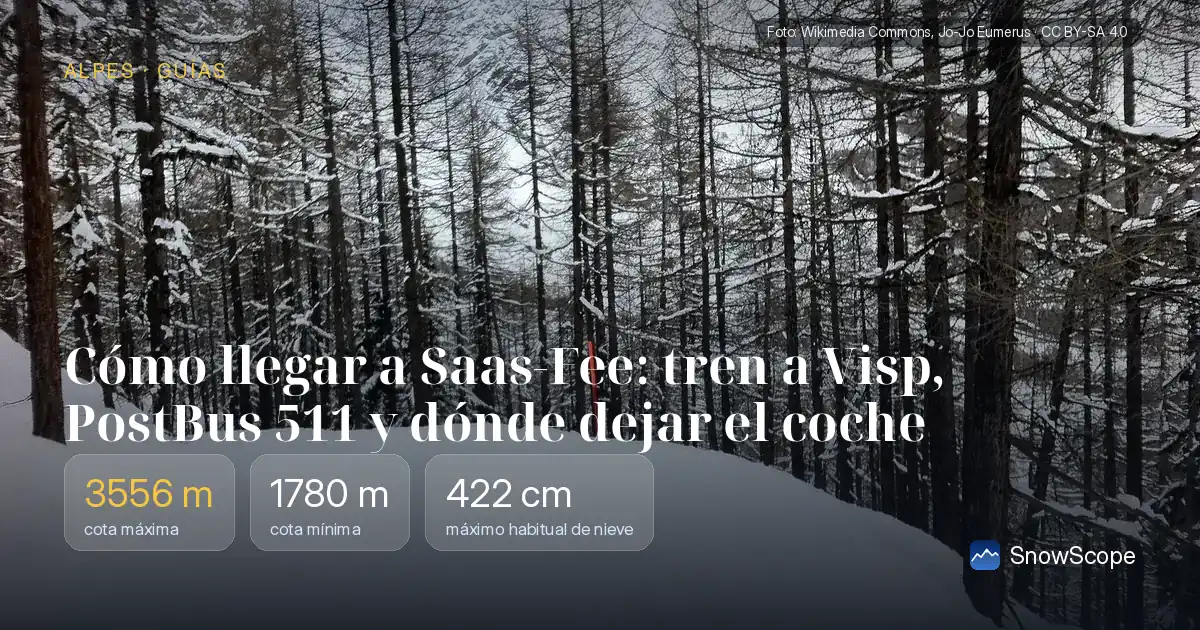 Foto: Wikimedia Commons, Jo-Jo Eumerus · CC BY-SA 4.0
ALPES · GUÍAS
Cómo llegar a Saas-Fee: tren a Visp,
PostBus 511 y dónde dejar el coche
3556 m
cota máxima
1780 m
cota mínima
422 cm
máximo habitual de nieve
SnowScope